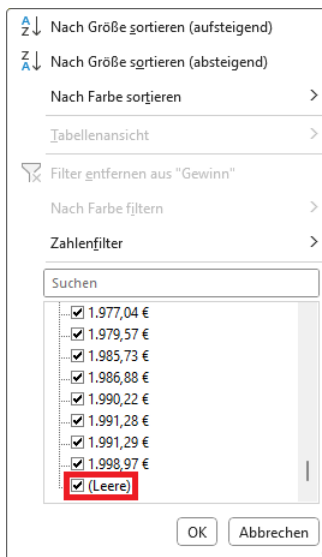 Nach Größe sortieren (aufsteigend)
Nach Größe sortieren (absteigend)
Nach Farbe sortieren
Tabellenansicht
Filter entfernen aus "Gewinn"
Nach Farbe filtern
Zahlenfilter
Suchen
1.977,04 €
1.979,57 €
1.985,73 €
1.986,88 €
1.990,22 €
1.991,28 €
1.991,29 €
1.998,97 €
(Leere)
OK Abbrechen